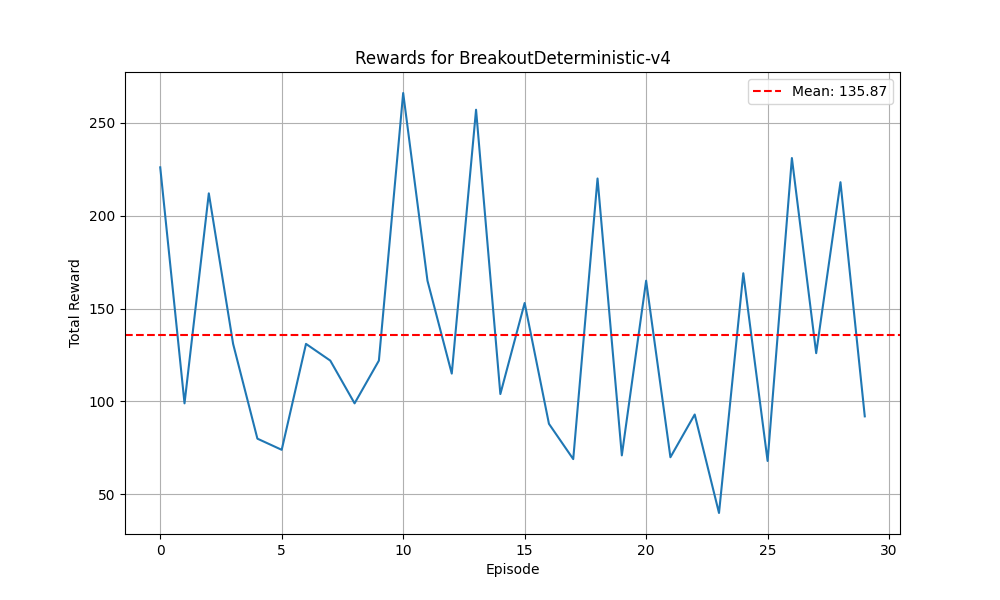 Rewards for BreakoutDeterministic-v4
Mean: 135.87
250
200
150
100
50
Total Reward
0 5 10 15 20 25 30
Episode